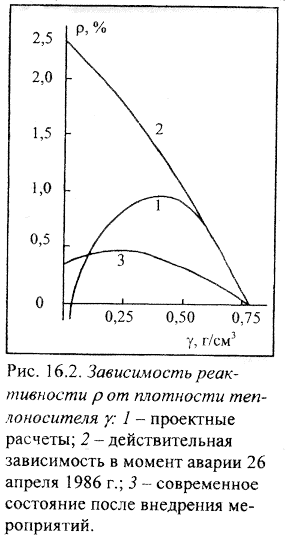 ρ, %
2,5
2,0
1,5
1,0
0,5
0
2
1
3
0,25
0,50
0,75
γ, г/см³
Рис. 16.2. Зависимость реак-
тивности ρ от плотности теп-
лоносителя γ: 1 – проектные
расчеты; 2 – действительная
зависимость в момент аварии 26
апреля 1986 г.; 3 – современное
состояние после внедрения ме-
роприятий.